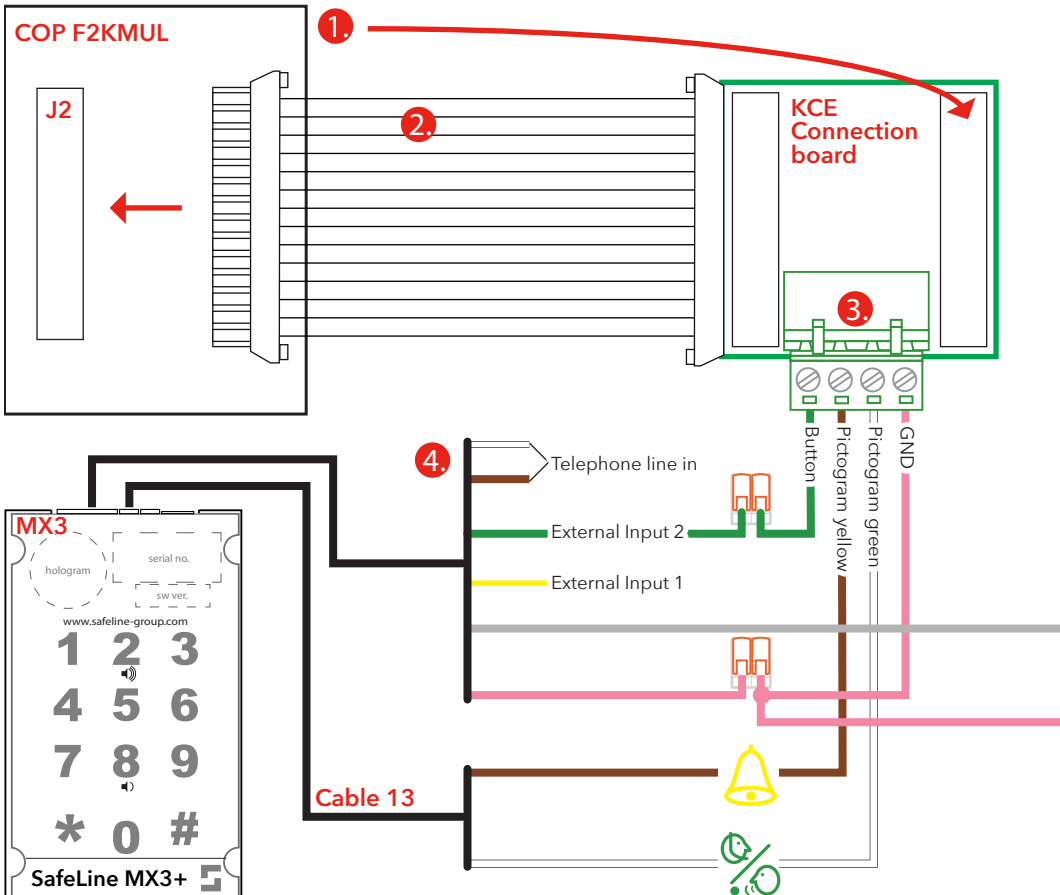 COP F2KMUL
1.
J2
2.
KCE
Connection
board
3.
Button
Pictogram yellow
Pictogram green
GND
4.
Telephone line in
External Input 2
External Input 1
MX3
hologram
serial no.
sw ver.
www.safeline-group.com
1 2 3
4 5 6
7 8 9
* 0 #
Cable 13
SafeLine MX3+